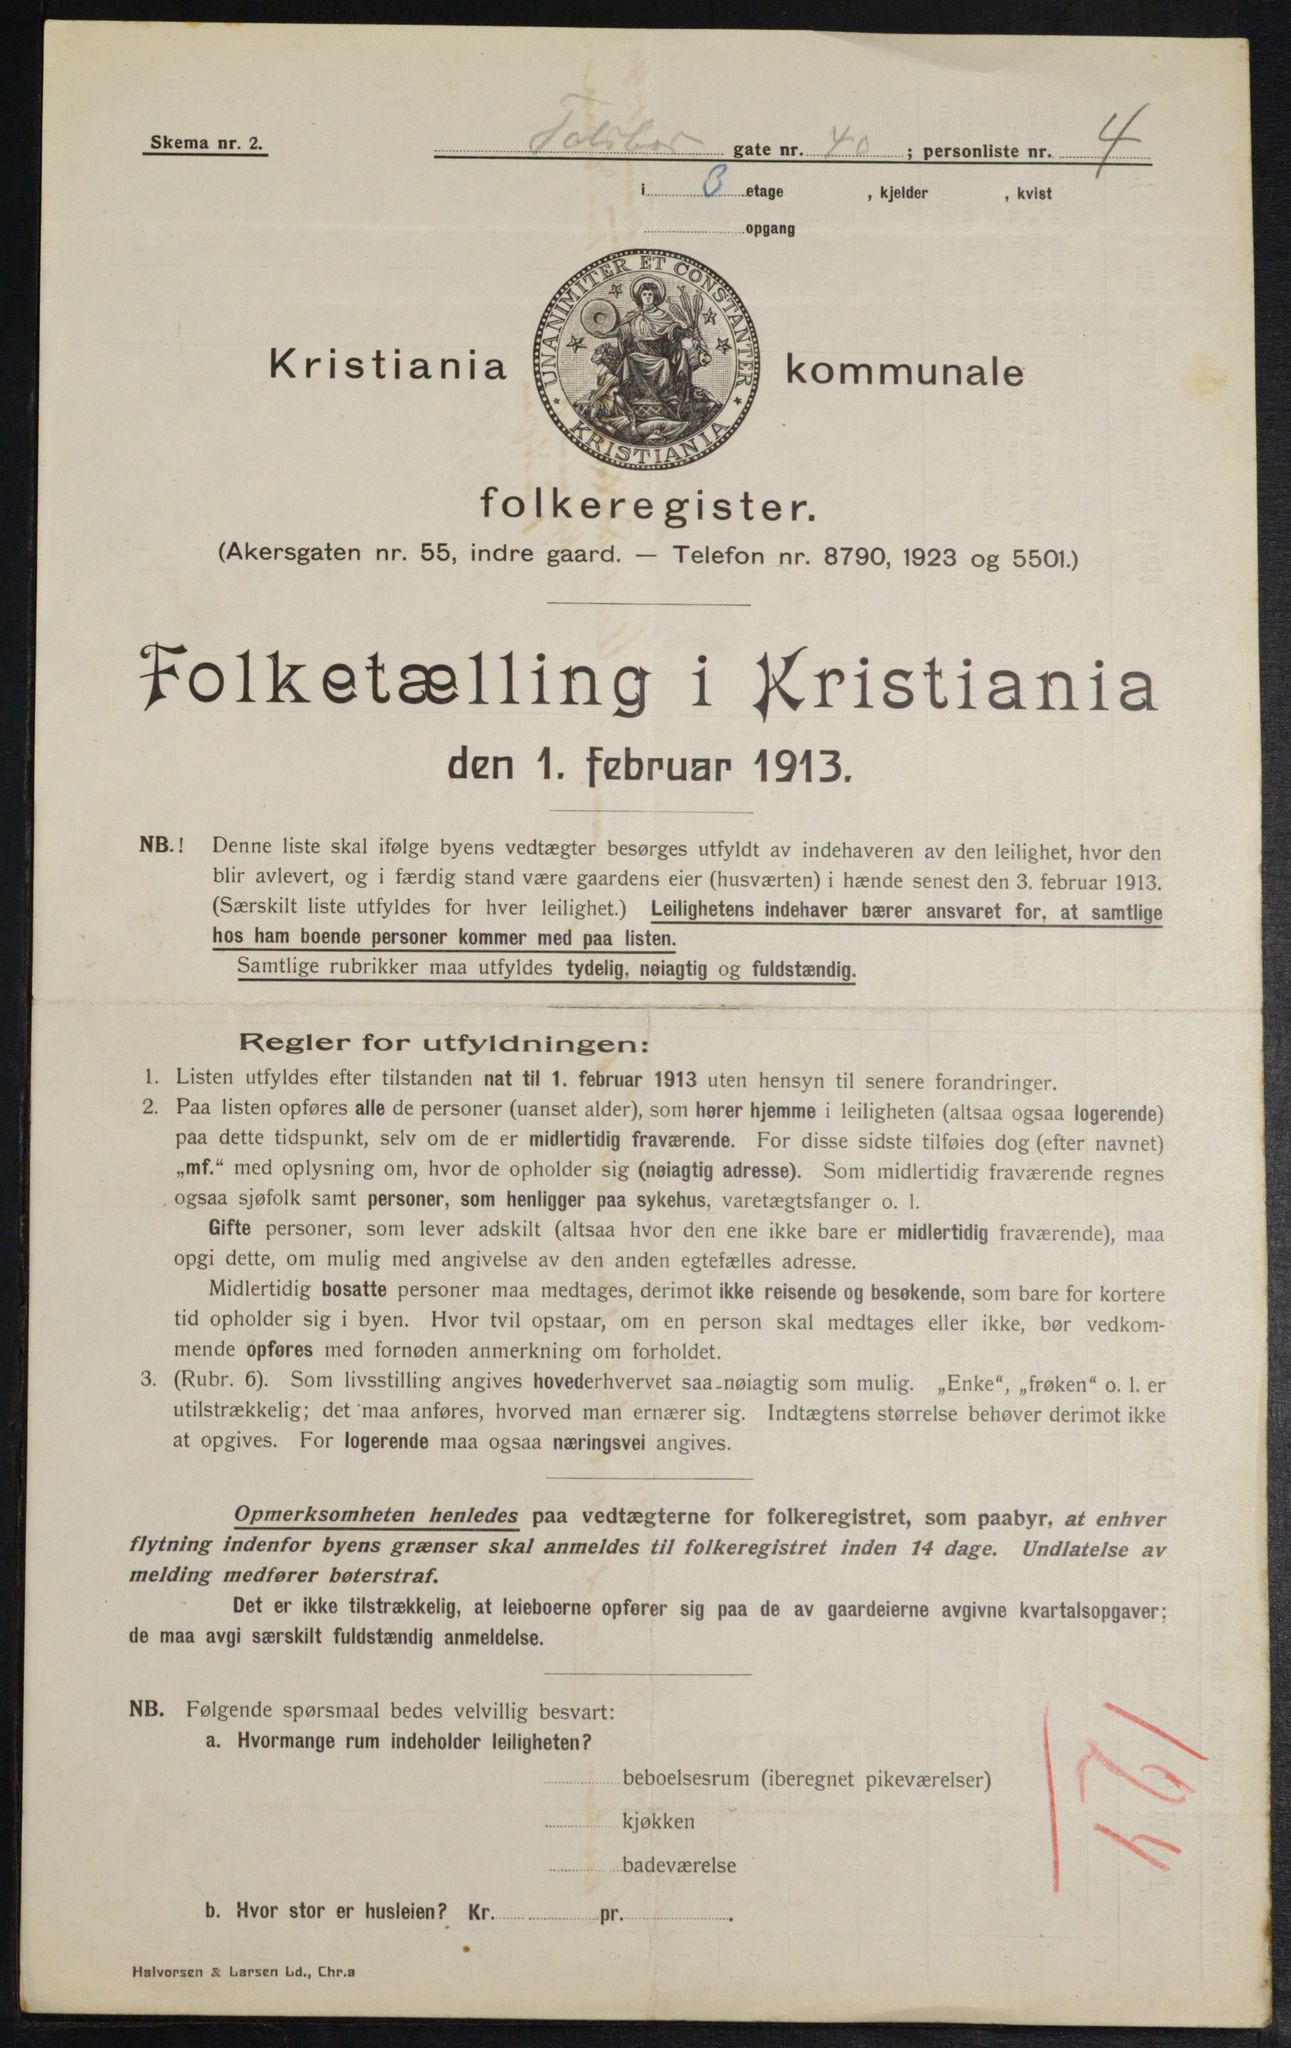 Skema nr. 2.
Tolbod gate nr. 40 ; personliste nr. 4
i 3 etage , kjelder , kvist
opgang
UNANIMITER ET CONSTANTER
KRISTIANIA
Kristiania kommunale
folkeregister.
(Akersgaten nr. 55, indre gaard. — Telefon nr. 8790, 1923 og 5501.)
Folketælling i Kristiania
den 1. februar 1913.
NB.! Denne liste skal ifølge byens vedtægter besørges utfyldt av indehaveren av den leilighet, hvor den
blir avlevert, og i færdig stand være gaardens eier (husværten) i hænde senest den 3. februar 1913.
(Særskilt liste utfyldes for hver leilighet.) Leilighetens indehaver bærer ansvaret for, at samtlige
hos ham boende personer kommer med paa listen.
Samtlige rubrikker maa utfyldes tydelig, nøiagtig og fuldstændig.
Regler for utfyldningen:
1. Listen utfyldes efter tilstanden nat til 1. februar 1913 uten hensyn til senere forandringer.
2. Paa listen opføres alle de personer (uanset alder), som hører hjemme i leiligheten (altsaa ogsaa logerende)
paa dette tidspunkt, selv om de er midlertidig fraværende. For disse sidste tilføies dog (efter navnet)
„mf.“ med oplysning om, hvor de opholder sig (nøiagtig adresse). Som midlertidig fraværende regnes
ogsaa sjøfolk samt personer, som henligger paa sykehus, varetægtsfanger o. l.
Gifte personer, som lever adskilt (altsaa hvor den ene ikke bare er midlertidig fraværende), maa
opgi dette, om mulig med angivelse av den anden egtefælles adresse.
Midlertidig bosatte personer maa medtages, derimot ikke reisende og besøkende, som bare for kortere
tid opholder sig i byen. Hvor tvil opstaar, om en person skal medtages eller ikke, bør vedkom-
mende opføres med fornøden anmerkning om forholdet.
3. (Rubr. 6). Som livsstilling angives hovederhvervet saa nøiagtig som mulig. „Enke“, „frøken“ o. l. er
utilstrækkelig; det maa anføres, hvorved man ernærer sig. Indtægtens størrelse behøver derimot ikke
at opgives. For logerende maa ogsaa næringsvei angives.
Opmerksomheten henledes paa vedtægterne for folkeregistret, som paabyr, at enhver
flytning indenfor byens grænser skal anmeldes til folkeregistret inden 14 dage. Undlatelse av
melding medfører bøterstraf.
Det er ikke tilstrækkelig, at leieboerne opfører sig paa de av gaardeierne avgivne kvartalsopgaver;
de maa avgi særskilt fuldstændig anmeldelse.
NB. Følgende spørsmaal bedes velvillig besvart:
a. Hvormange rum indeholder leiligheten?
beboelsesrum (iberegnet pikeværelser)
kjøkken
badeværelse
b. Hvor stor er husleien? Kr. pr. .
124
Halvorsen & Larsen Ld., Chr.a